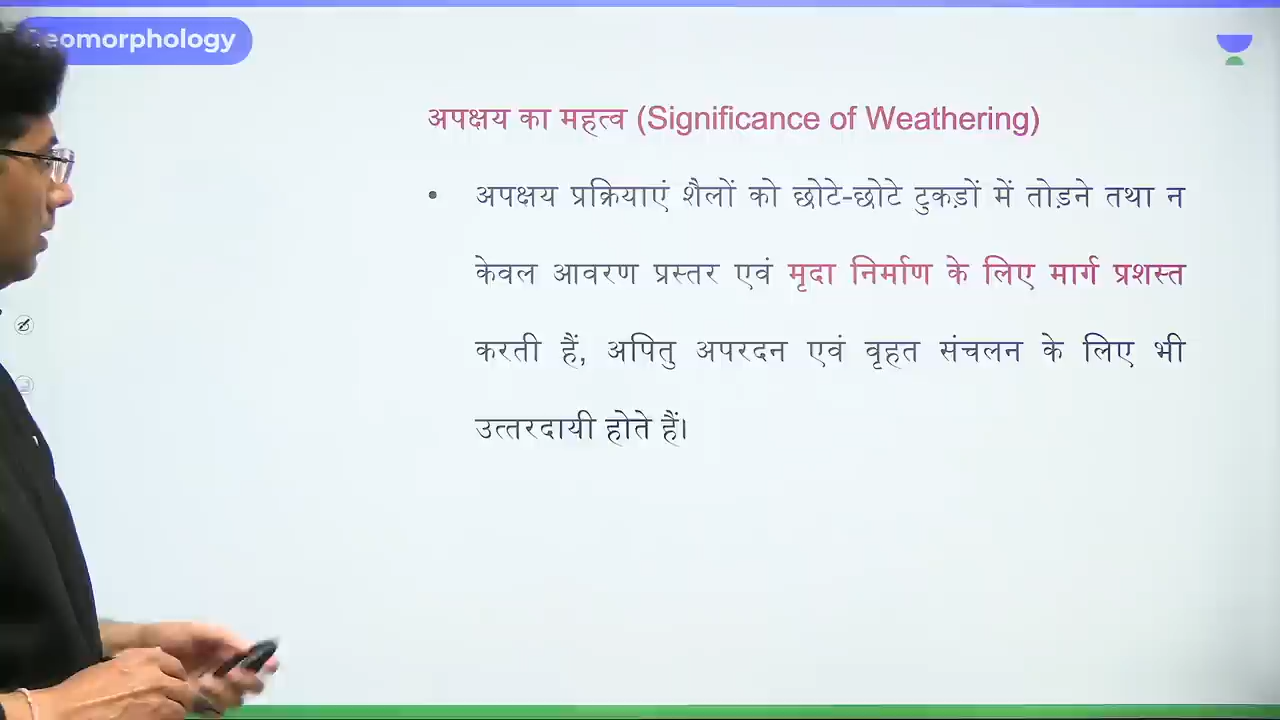 eomorphology
अपक्षय का महत्व (Significance of Weathering)
• अपक्षय प्रक्रियाएं शैलों को छोटे-छोटे टुकड़ों में तोड़ने तथा न
केवल आवरण प्रस्तर एवं मृदा निर्माण के लिए मार्ग प्रशस्त
करती हैं, अपितु अपरदन एवं वृहत संचलन के लिए भी
उत्तरदायी होते हैं।